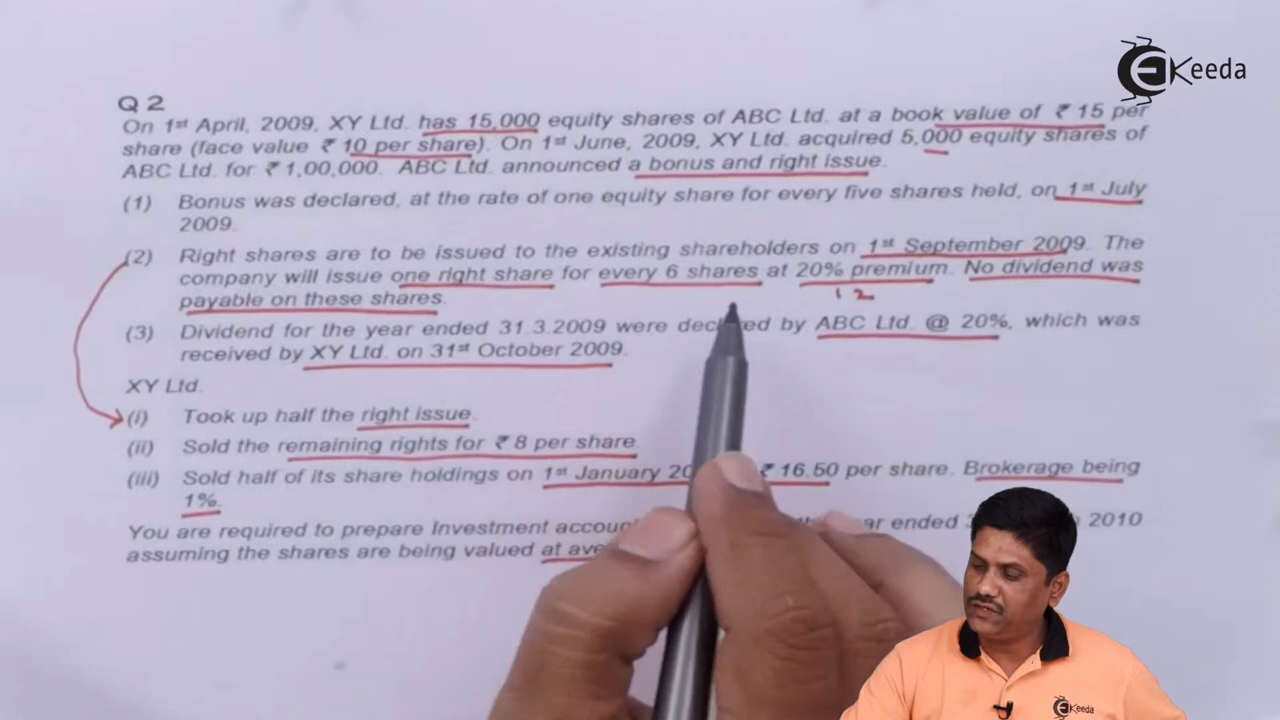 EKeeda
Q 2
On 1st April, 2009, XY Ltd. has 15,000 equity shares of ABC Ltd. at a book value of ₹ 15 per
share (face value ₹ 10 per share). On 1st June, 2009, XY Ltd. acquired 5,000 equity shares of
ABC Ltd. for ₹ 1,00,000. ABC Ltd. announced a bonus and right issue.
(1) Bonus was declared, at the rate of one equity share for every five shares held, on 1st July
2009.
(2) Right shares are to be issued to the existing shareholders on 1st September 2009. The
company will issue one right share for every 6 shares at 20% premium. No dividend was
payable on these shares.
12
(3) Dividend for the year ended 31.3.2009 were declared by ABC Ltd. @ 20%, which was
received by XY Ltd. on 31st October 2009.
XY Ltd.
(i) Took up half the right issue.
(ii) Sold the remaining rights for ₹ 8 per share.
(iii) Sold half of its share holdings on 1st January ₹ 16.50 per share. Brokerage being
1%.
You are required to prepare Investment ended 2010
assuming the shares are being valued at
EKeeda